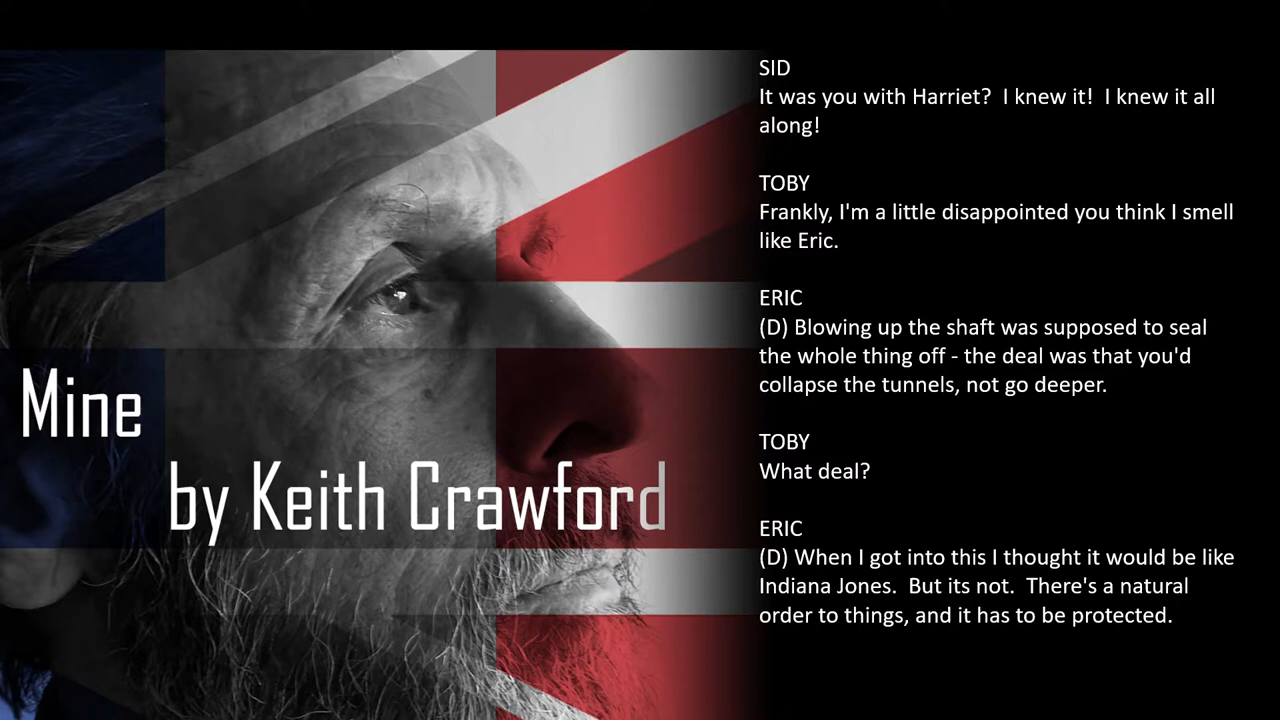 Mine
by Keith Crawford
SID
It was you with Harriet?  I knew it!  I knew it all
along!
TOBY
Frankly, I'm a little disappointed you think I smell
like Eric.
ERIC
(D) Blowing up the shaft was supposed to seal
the whole thing off - the deal was that you'd
collapse the tunnels, not go deeper.
TOBY
What deal?
ERIC
(D) When I got into this I thought it would be like
Indiana Jones.  But its not.  There's a natural
order to things, and it has to be protected.